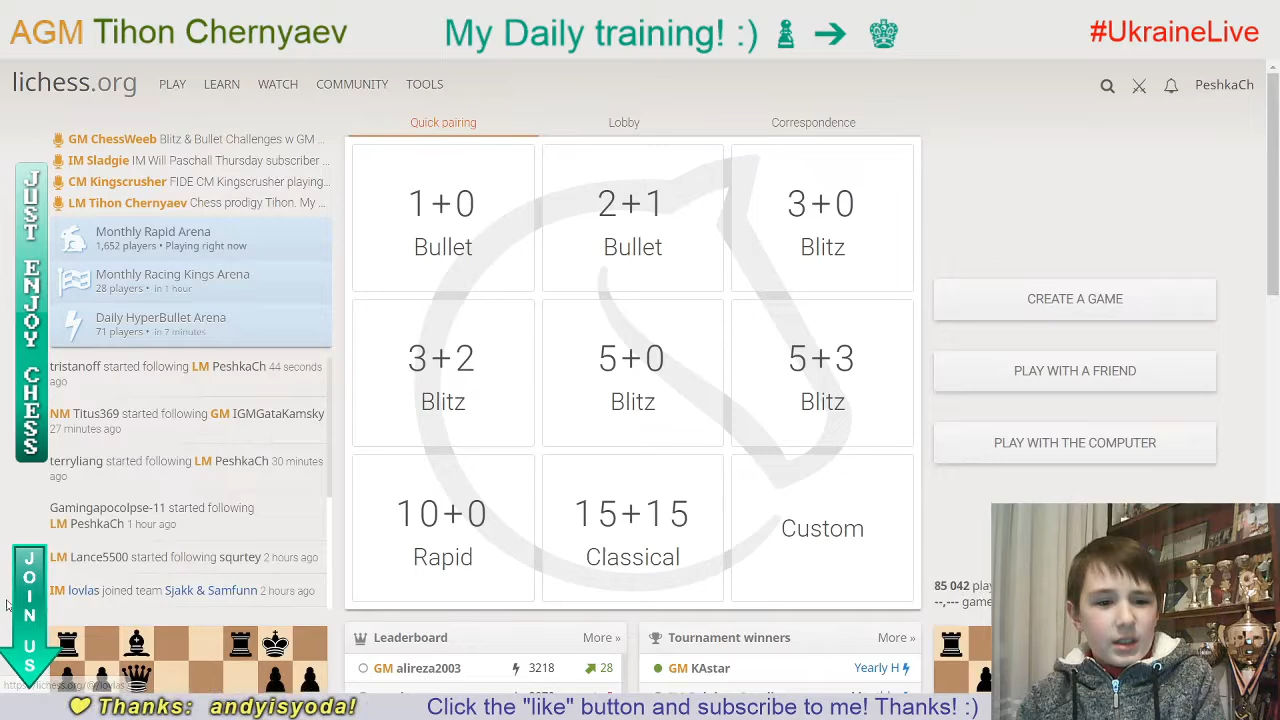 AGM Tihon Chernyaev
My Daily training! :)
#UkraineLive
lichess.org
PLAY
LEARN
WATCH
COMMUNITY
TOOLS
PeshkaCh
GM ChessWeeb Blitz & Bullet Challenges w GM ...
IM Sladgie IM Will Paschall Thursday subscriber ...
CM Kingscrusher FIDE CM Kingscrusher playing...
LM Tihon Chernyaev Chess prodigy Tihon. My ...
Monthly Rapid Arena
1,652 players • Playing right now
Monthly Racing Kings Arena
28 players • in 1 hour
Daily HyperBullet Arena
71 players • in 7 minutes
JUST ENJOY CHESS
tristanoff started following LM PeshkaCh 44 seconds
ago
NM Titus369 started following GM IGMGataKamsky
27 minutes ago
terryliang started following LM PeshkaCh 30 minutes
ago
Gamingapocolpse-11 started following
LM PeshkaCh 1 hour ago
LM Lance5500 started following squrtey 2 hours ago
IM lovlas joined team Sjakk & Samfunn 2 hours ago
JOIN US
https://lichess.org/@/lovlas
Quick pairing
Lobby
Correspondence
1+0
Bullet
2+1
Bullet
3+0
Blitz
3+2
Blitz
5+0
Blitz
5+3
Blitz
10+0
Rapid
15+15
Classical
Custom
CREATE A GAME
PLAY WITH A FRIEND
PLAY WITH THE COMPUTER
85 042
Leaderboard
More »
GM alireza2003
3218
28
Tournament winners
More »
GM KAstar
Yearly H
Thanks: andyisyoda!
Click the "like" button and subscribe to me! Thanks! :)